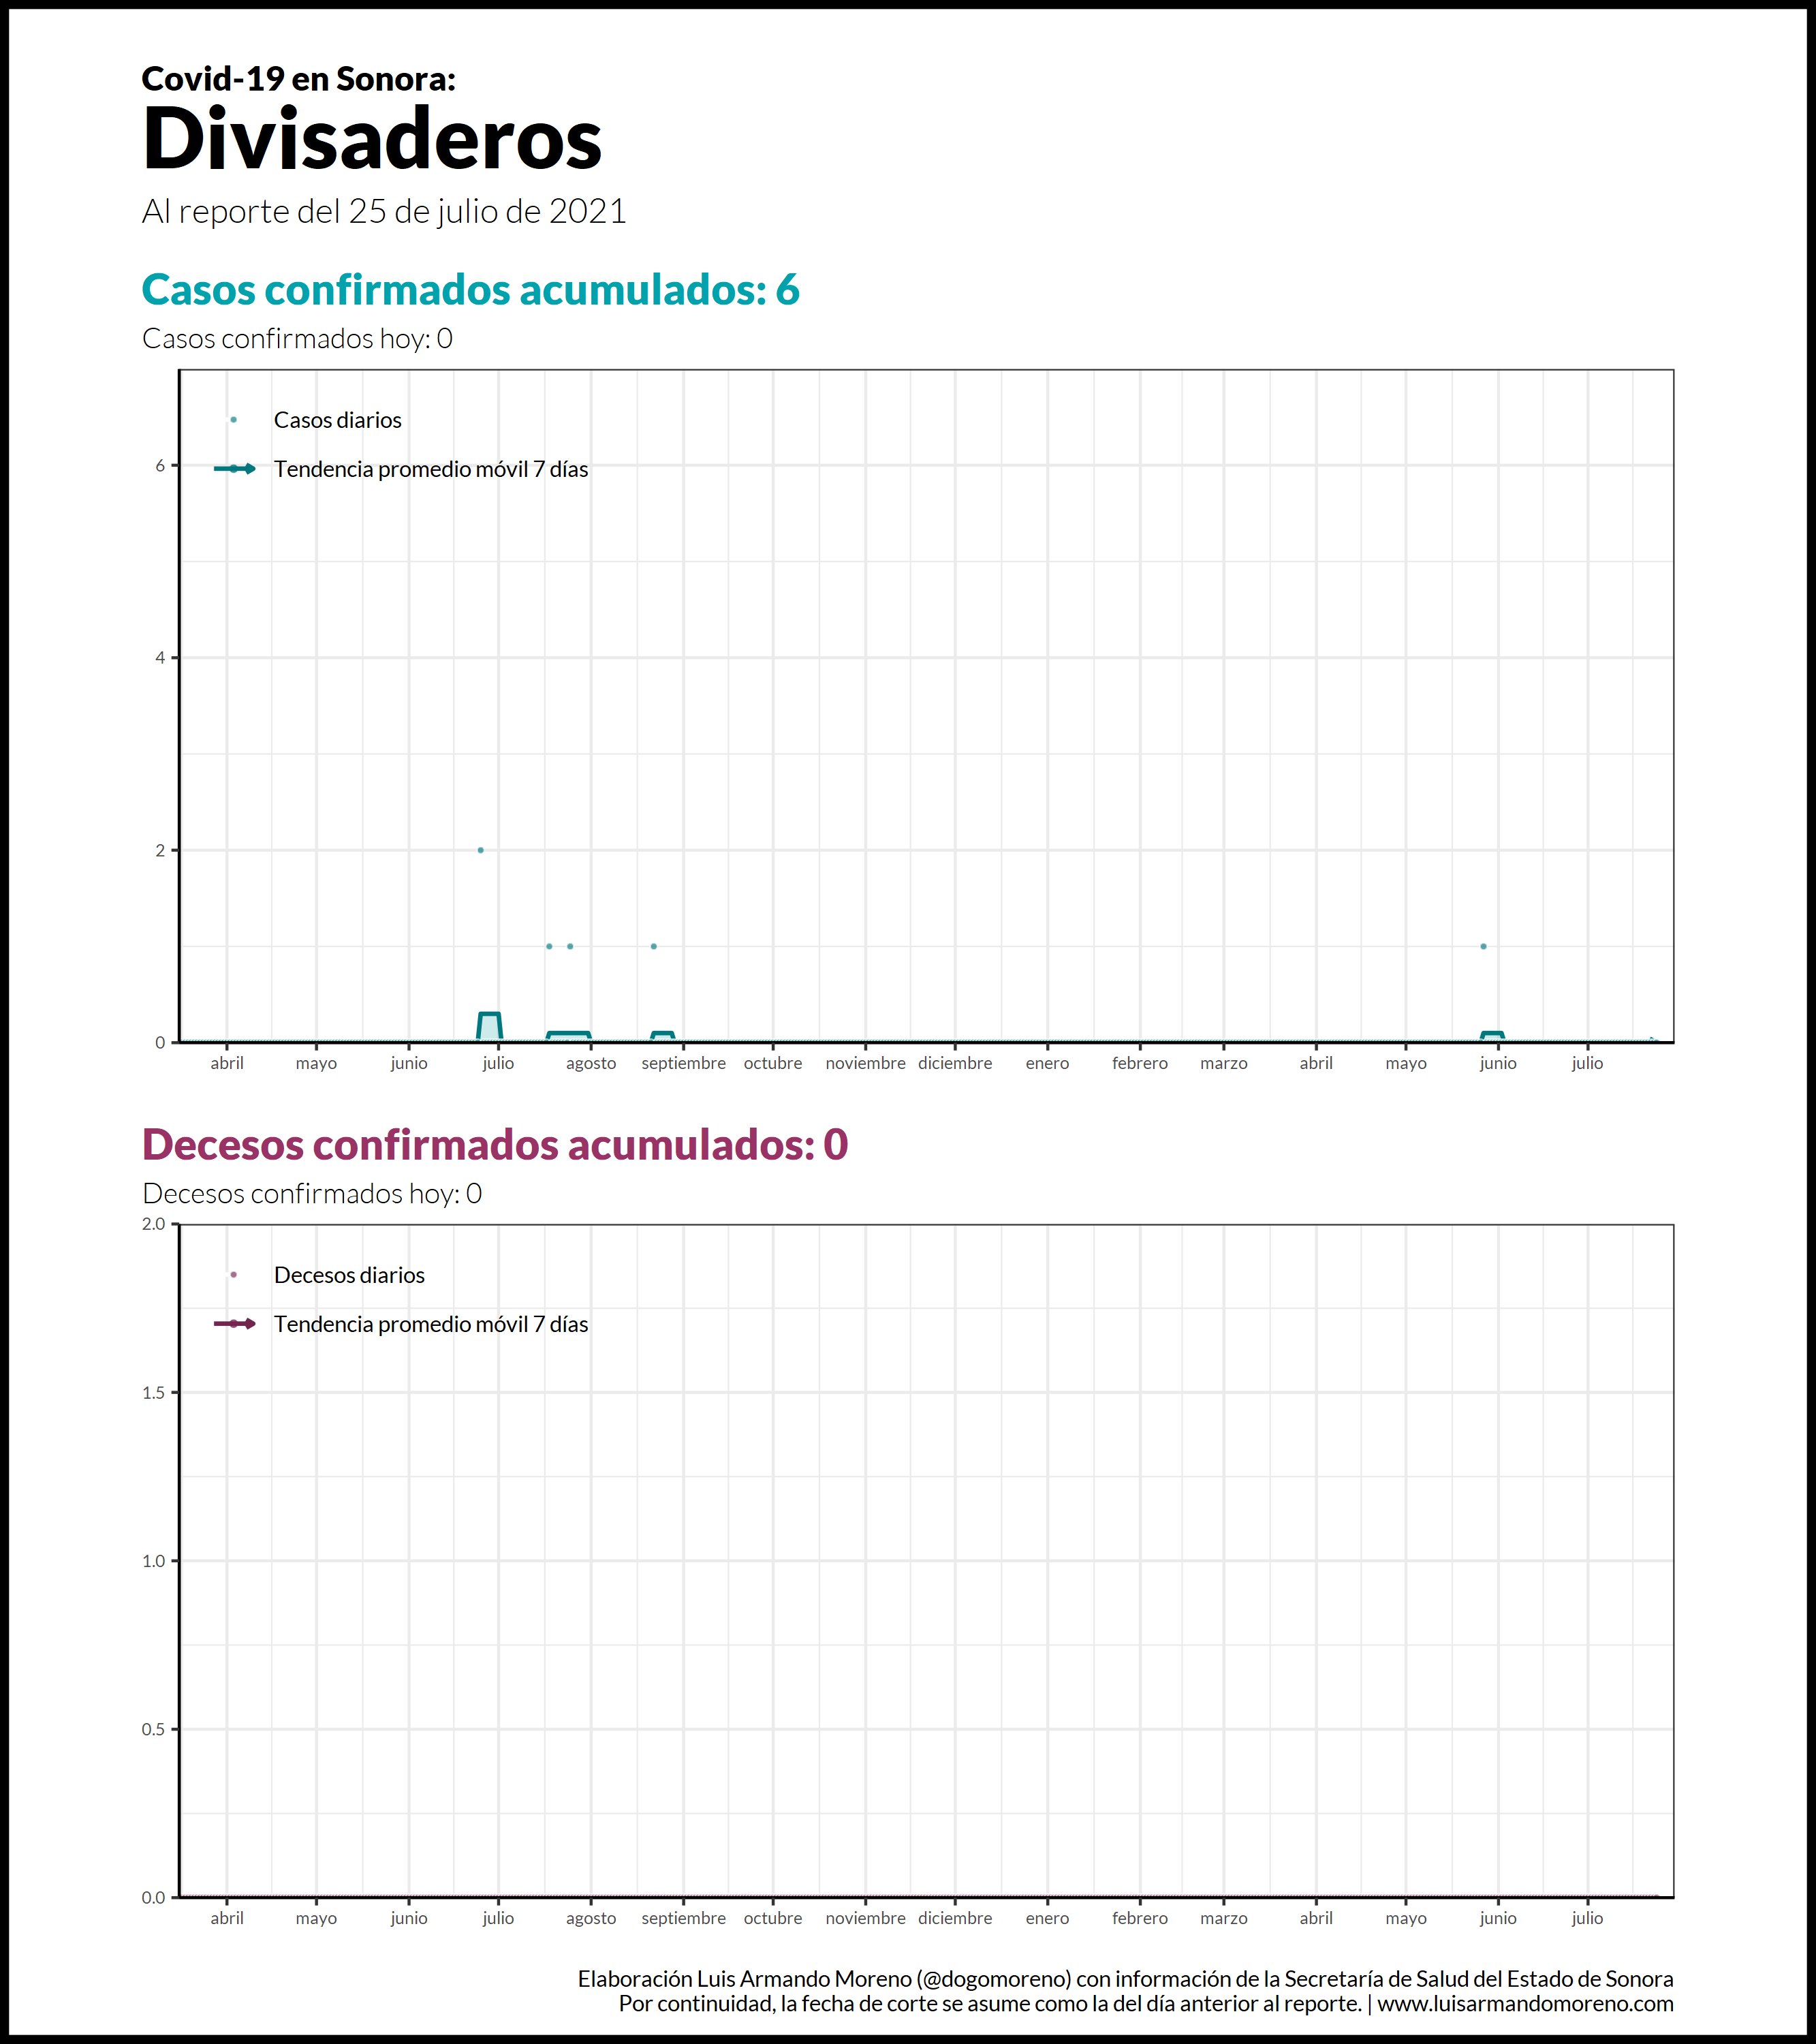 Covid-19 en Sonora:
Divisaderos
Al reporte del 25 de julio de 2021
Casos confirmados acumulados: 6
Casos confirmados hoy: 0
Casos diarios
Tendencia promedio móvil 7 días
6
4
2
0
abril mayo junio julio agosto septiembre octubre noviembre diciembre enero febrero marzo abril mayo junio julio
Decesos confirmados acumulados: 0
Decesos confirmados hoy: 0
2.0
Decesos diarios
Tendencia promedio móvil 7 días
1.5
1.0
0.5
0.0
abril mayo junio julio agosto septiembre octubre noviembre diciembre enero febrero marzo abril mayo junio julio
Elaboración Luis Armando Moreno (@dogomoreno) con información de la Secretaría de Salud del Estado de Sonora
Por continuidad, la fecha de corte se asume como la del día anterior al reporte. | www.luisarmandomoreno.com